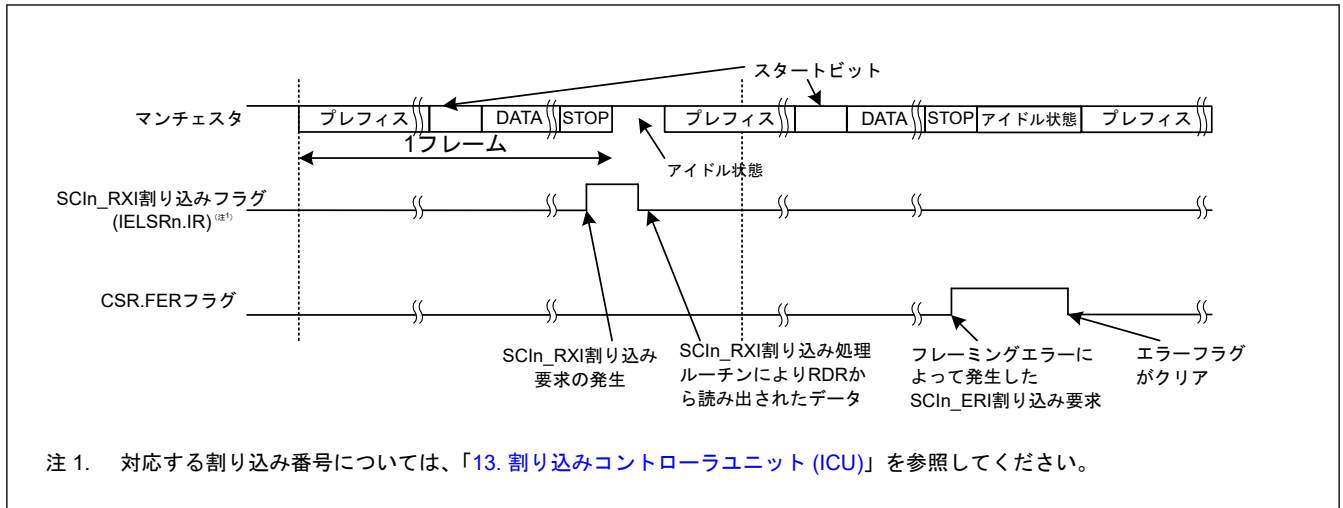 スタートビット
マンチェスタ
プレフィス
DATA
STOP
プレフィス
DATA
STOP
アイドル状態
プレフィス
1フレーム
アイドル状態
SCIn_RXI割り込みフラグ
(IELSRn.IR)(注1)
CSR.FERフラグ
SCIn_RXI割り込み
要求の発生
SCIn_RXI割り込み処理
ルーチンによりRDRか
ら読み出されたデータ
フレーミングエラーに
よって発生した
SCIn_ERI割り込み要求
エラーフラグ
がクリア
注 1. 対応する割り込み番号については、「13. 割り込みコントローラユニット (ICU)」を参照してください。